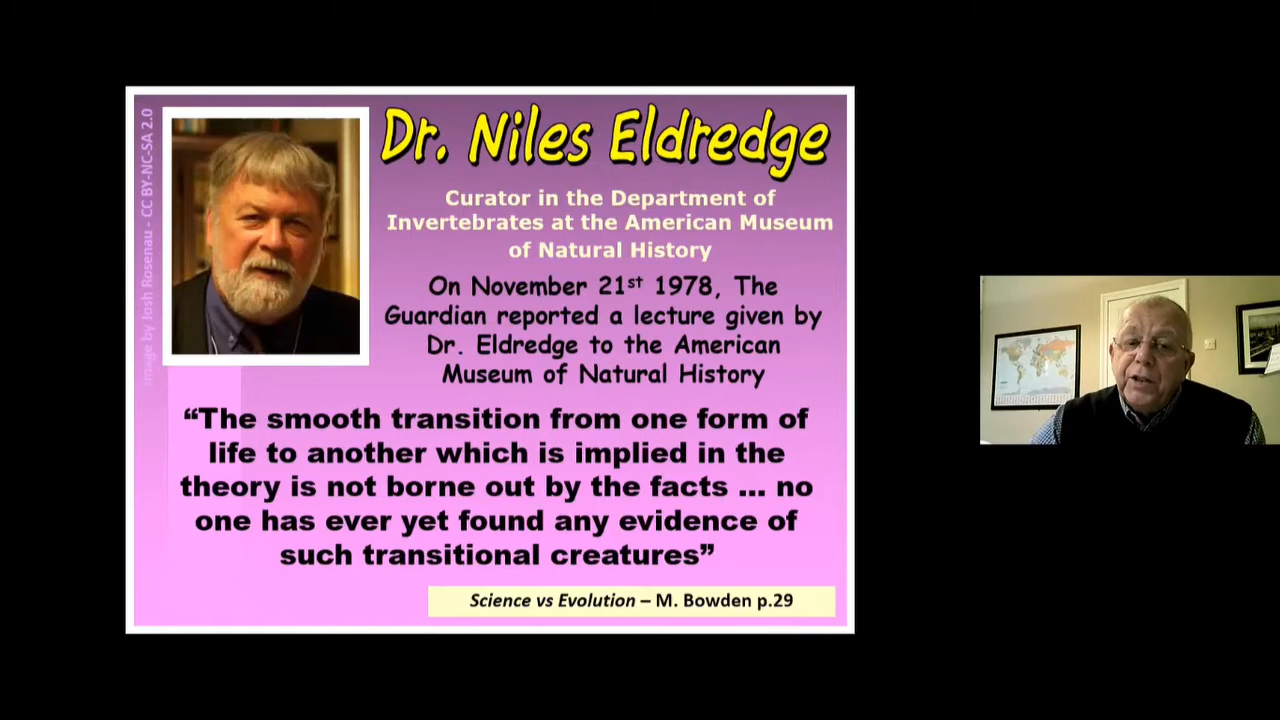 image by Josh Rosenau - CC BY-NC-SA 2.0
Dr. Niles Eldredge
Curator in the Department of
Invertebrates at the American Museum
of Natural History
On November 21st 1978, The
Guardian reported a lecture given by
Dr. Eldredge to the American
Museum of Natural History
“The smooth transition from one form of
life to another which is implied in the
theory is not borne out by the facts ... no
one has ever yet found any evidence of
such transitional creatures”
Science vs Evolution – M. Bowden p.29